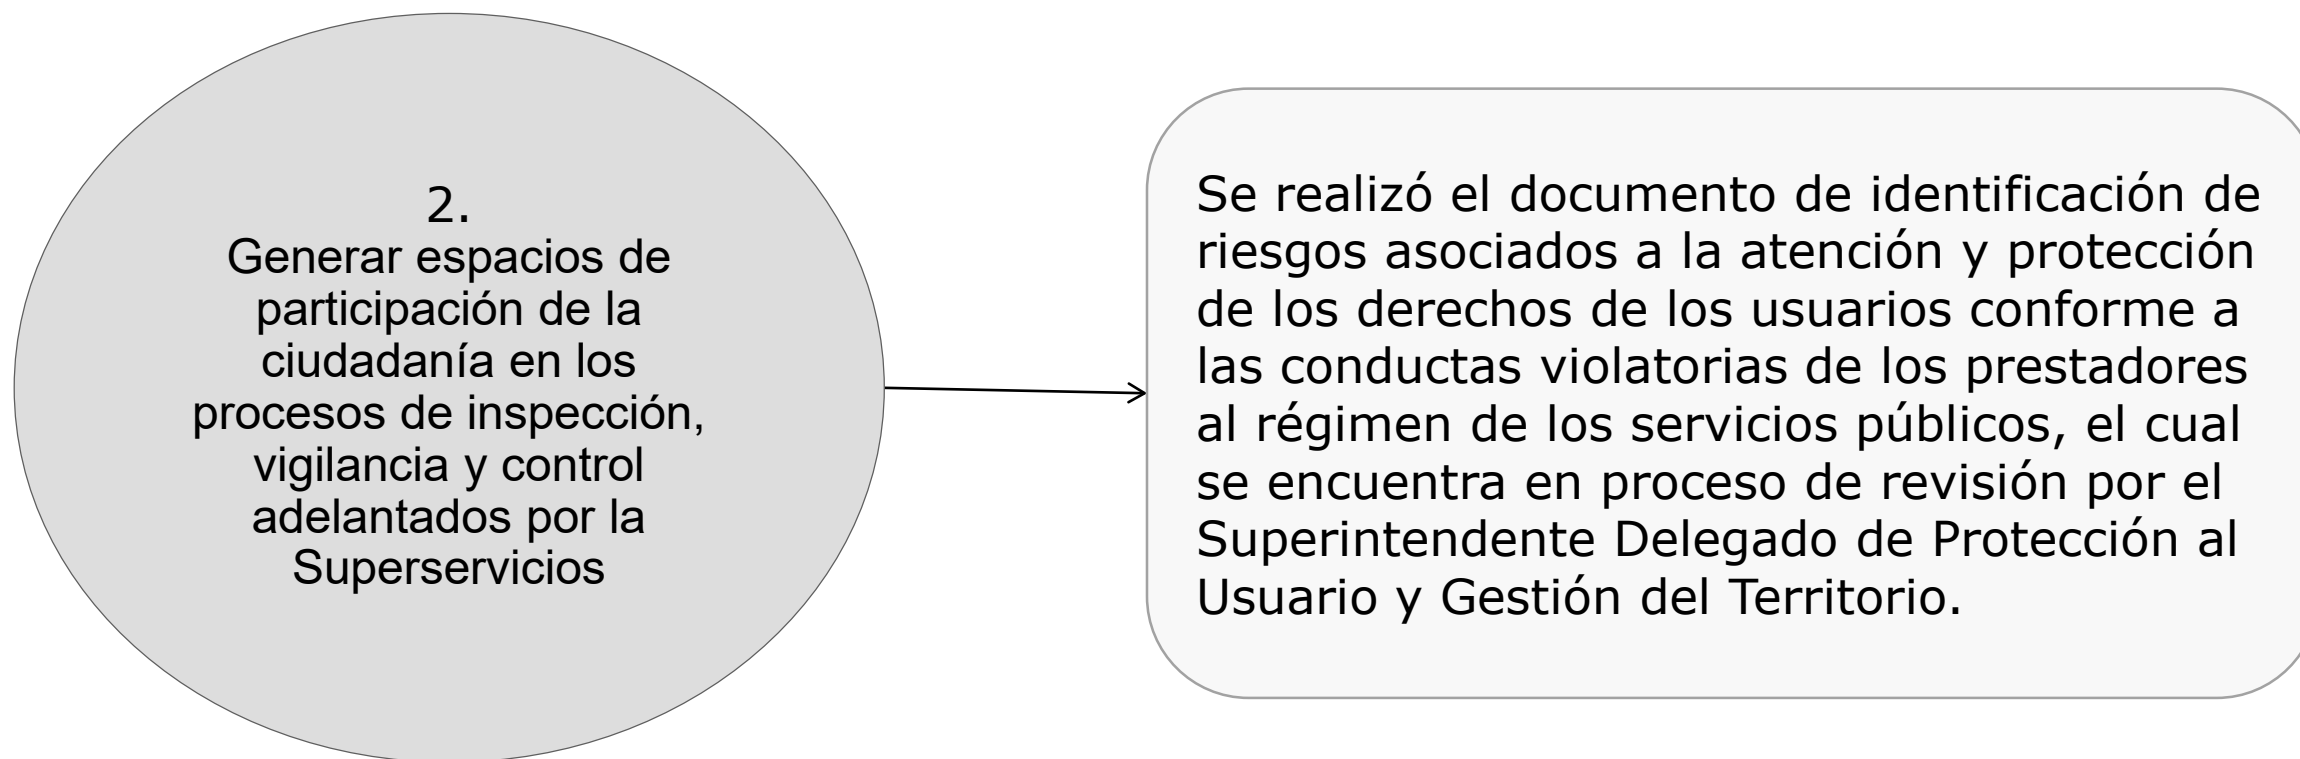 2.
Generar espacios de
participación de la
ciudadanía en los
procesos de inspección,
vigilancia y control
adelantados por la
Superservicios
Se realizó el documento de identificación de
riesgos asociados a la atención y protección
de los derechos de los usuarios conforme a
las conductas violatorias de los prestadores
al régimen de los servicios públicos, el cual
se encuentra en proceso de revisión por el
Superintendente Delegado de Protección al
Usuario y Gestión del Territorio.